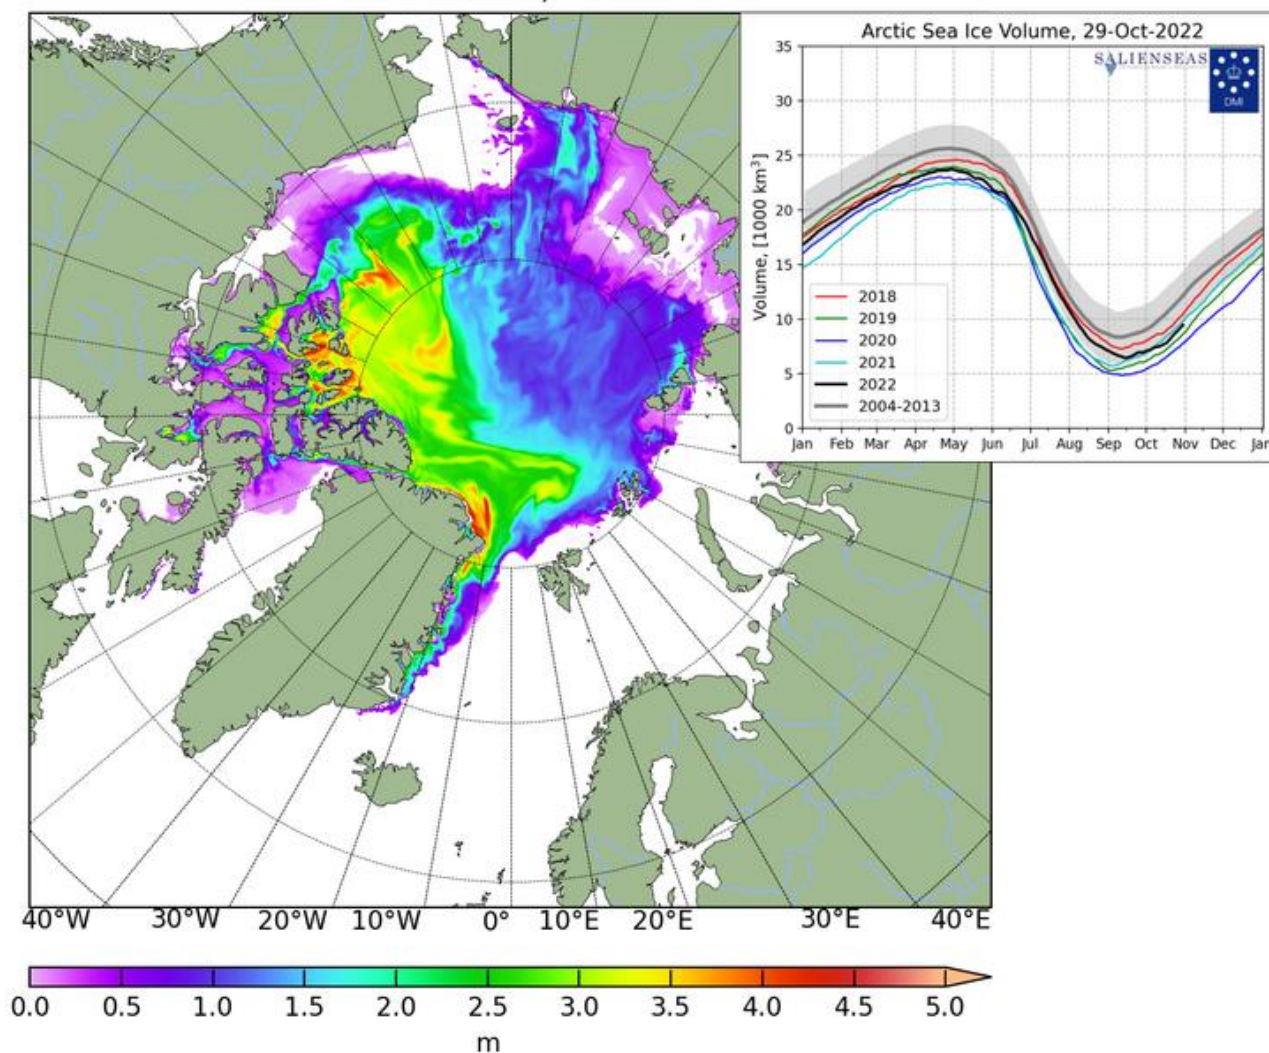 Arctic Sea Ice Volume, 29-Oct-2022
SALIENSEAS
DMI
Volume, [1000 km³]
35
30
25
20
15
10
5
0
2018
2019
2020
2021
2022
2004-2013
Jan Feb Mar Apr May Jun Jul Aug Sep Oct Nov Dec Jan
40°W 30°W 20°W 10°W 0° 10°E 20°E 30°E 40°E
0.0 0.5 1.0 1.5 2.0 2.5 3.0 3.5 4.0 4.5 5.0
m